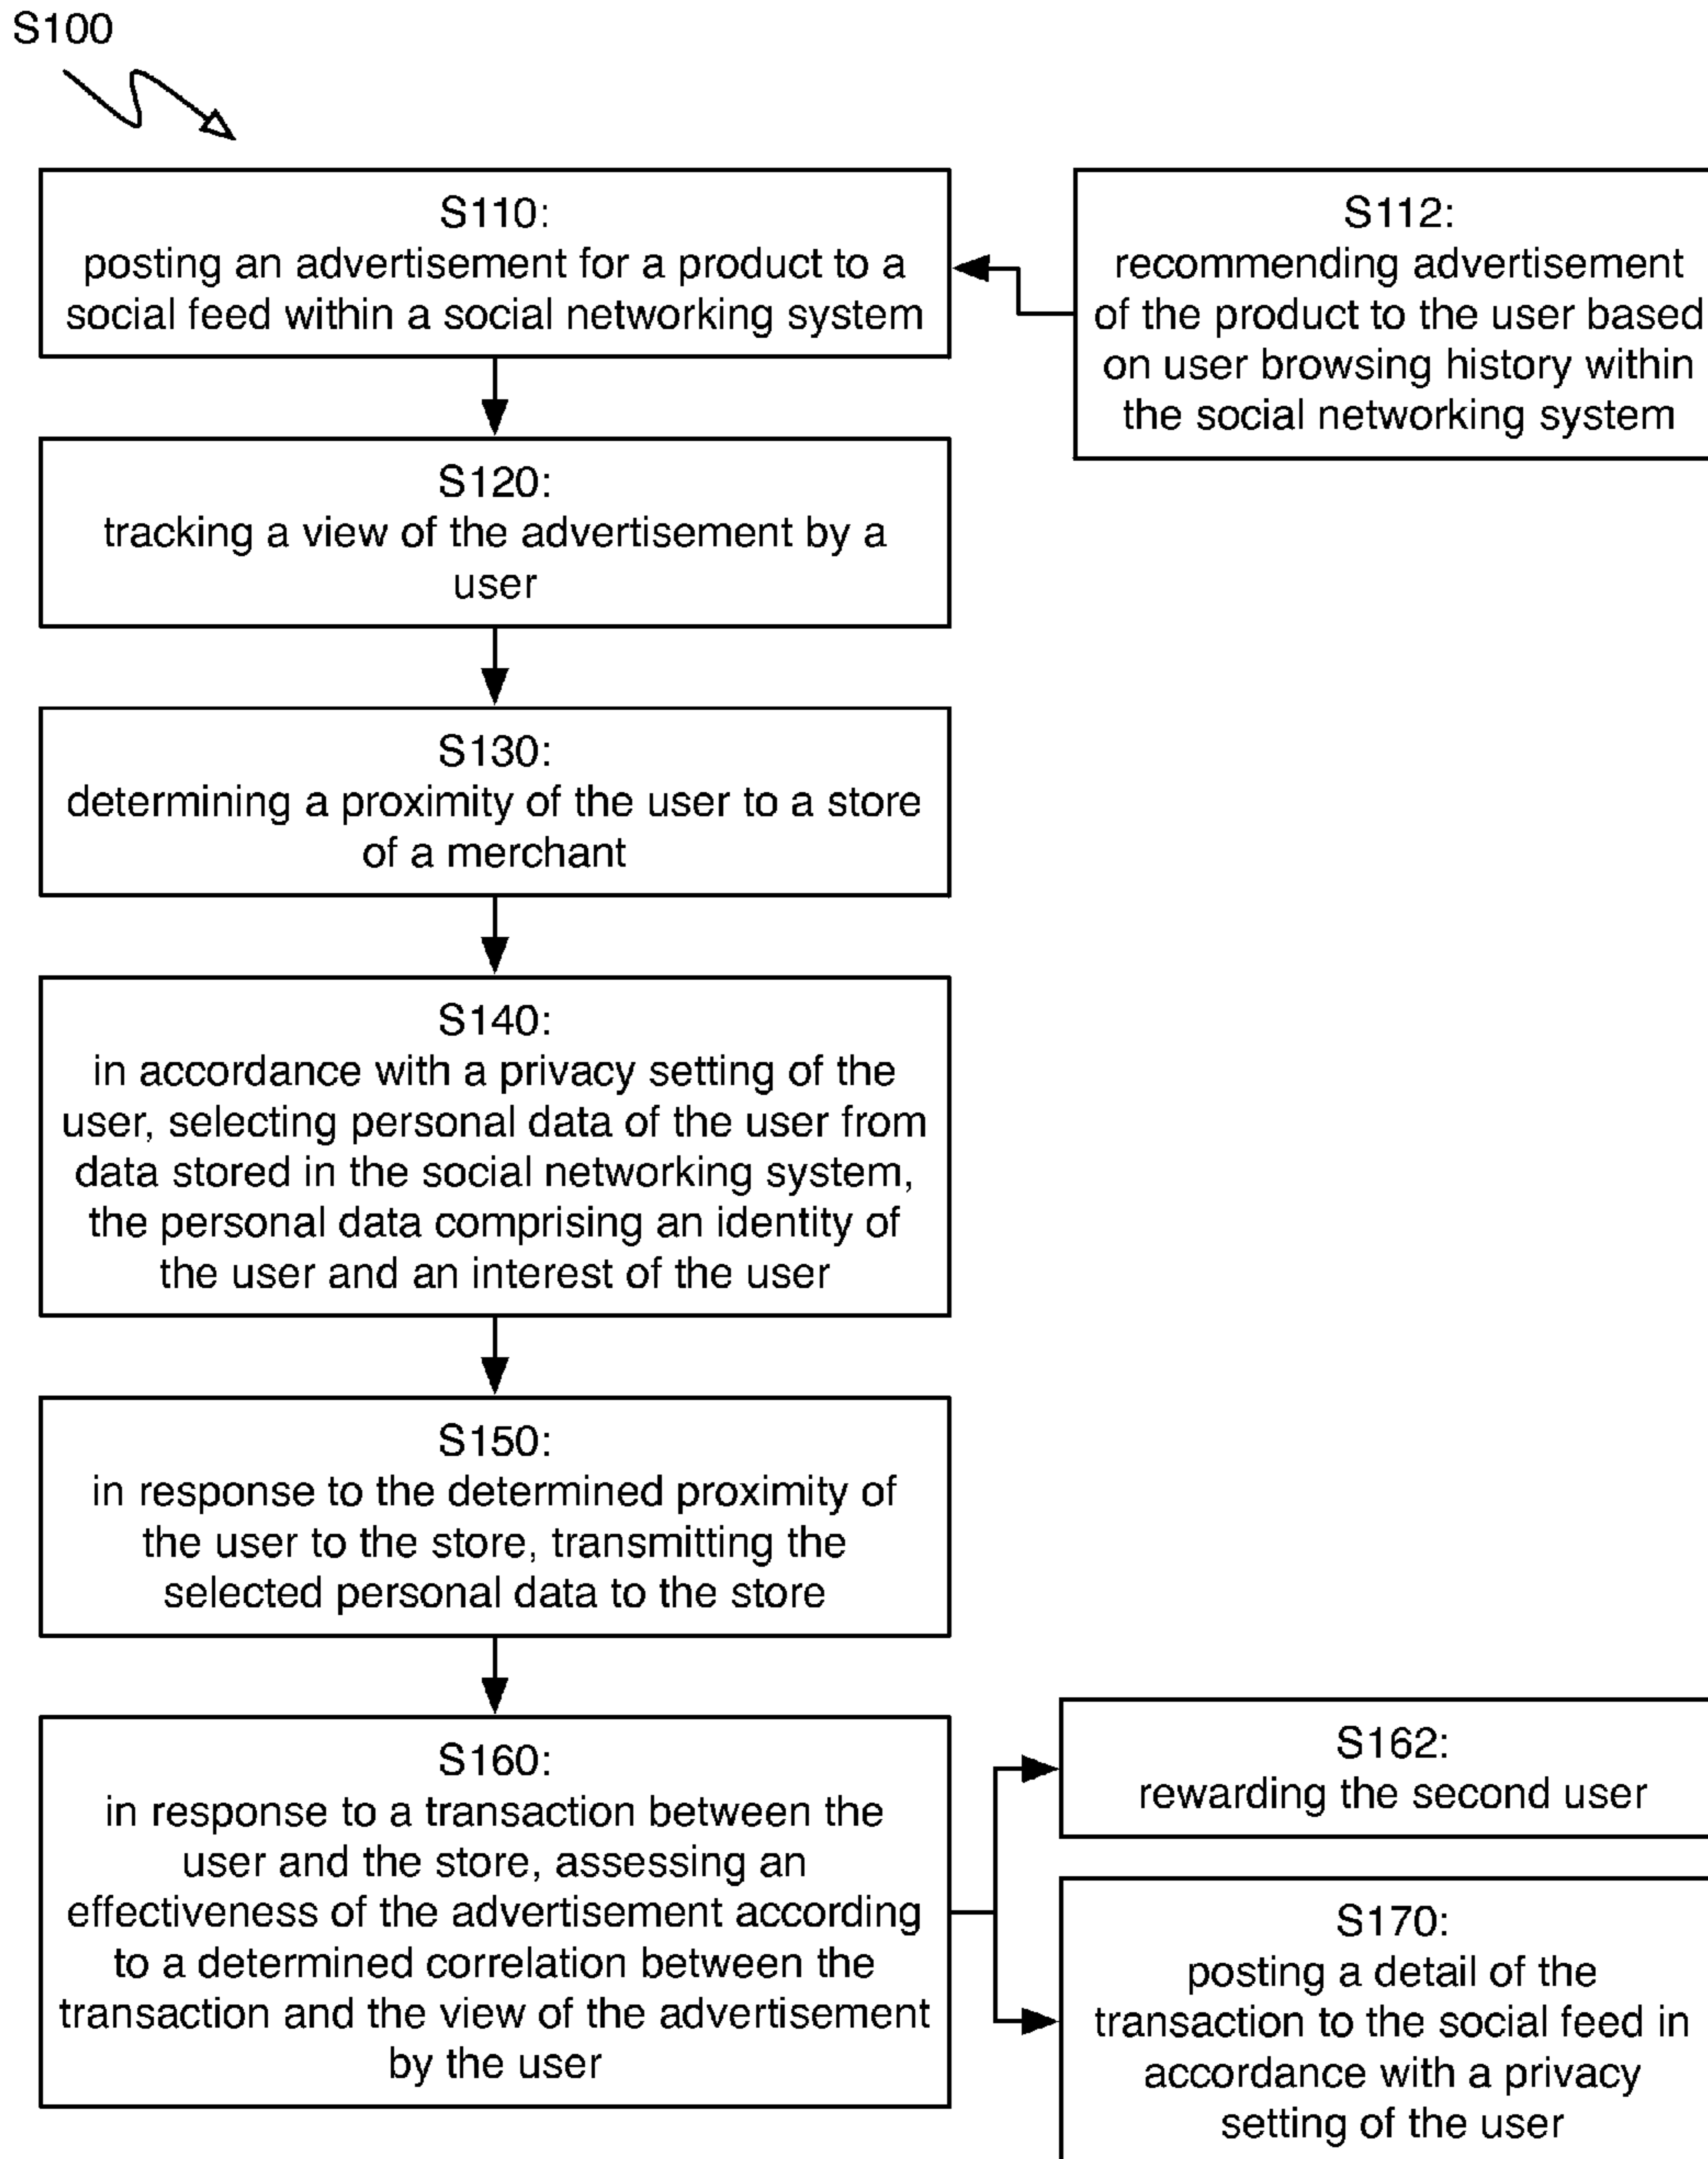 S100
S110:
posting an advertisement for a product to a
social feed within a social networking system
S112:
recommending advertisement
of the product to the user based
on user browsing history within
the social networking system
S120:
tracking a view of the advertisement by a
user
S130:
determining a proximity of the user to a store
of a merchant
S140:
in accordance with a privacy setting of the
user, selecting personal data of the user from
data stored in the social networking system,
the personal data comprising an identity of
the user and an interest of the user
S150:
in response to the determined proximity of
the user to the store, transmitting the
selected personal data to the store
S160:
in response to a transaction between the
user and the store, assessing an
effectiveness of the advertisement according
to a determined correlation between the
transaction and the view of the advertisement
by the user
S162:
rewarding the second user
S170:
posting a detail of the
transaction to the social feed in
accordance with a privacy
setting of the user